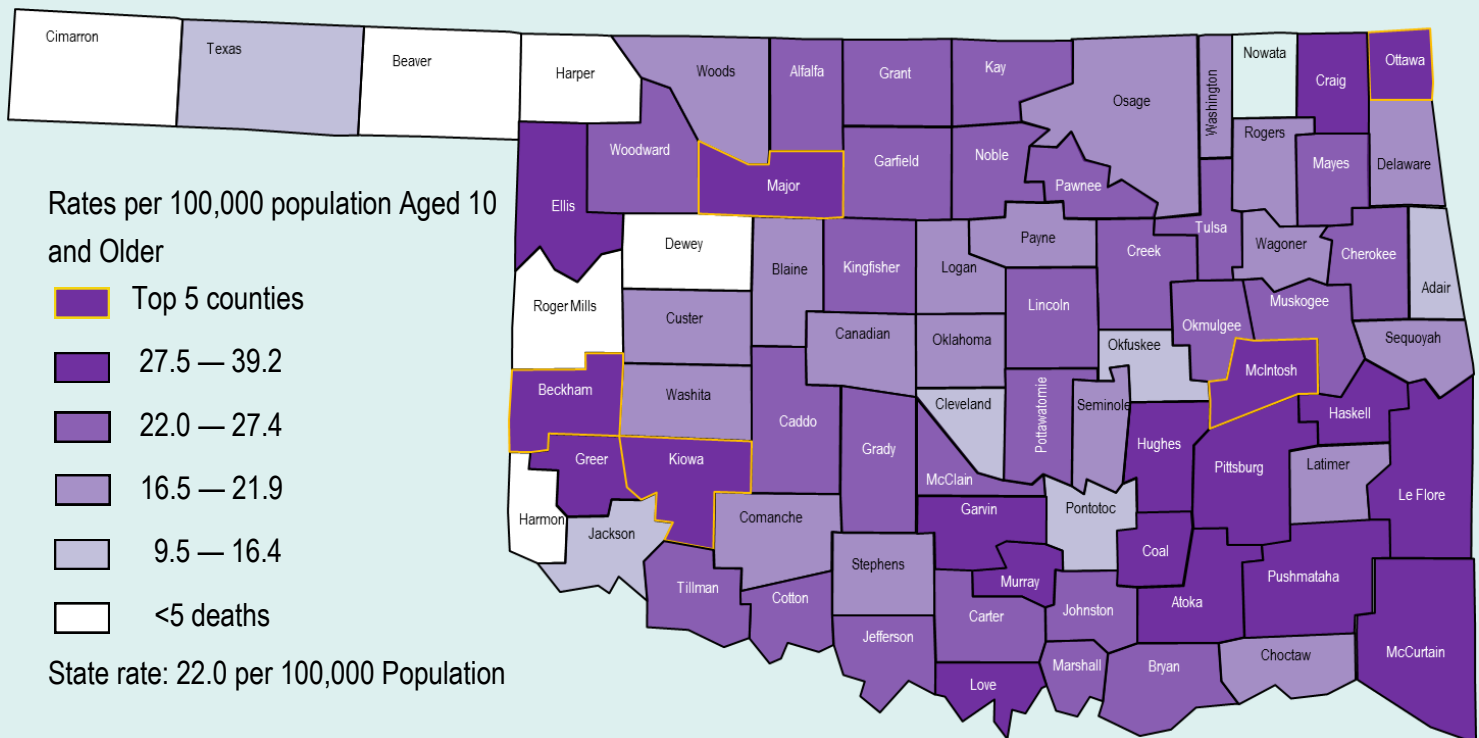 Cimarron
Texas
Beaver
Harper
Woods
Alfalfa
Grant
Kay
Osage
Washington
Nowata
Craig
Ottawa
Woodward
Major
Garfield
Noble
Pawnee
Rogers
Mayes
Delaware
Ellis
Dewey
Blaine
Kingfisher
Logan
Payne
Creek
Tulsa
Wagoner
Cherokee
Adair
Roger Mills
Custer
Canadian
Oklahoma
Lincoln
Okfuskee
Okmulgee
Muskogee
Sequoyah
Beckham
Washita
Caddo
Grady
Cleveland
McClain
Pottawatomie
Seminole
Hughes
McIntosh
Haskell
Pittsburg
Latimer
Le Flore
Greer
Kiowa
Harmon
Jackson
Comanche
Garvin
Pontotoc
Coal
Tillman
Cotton
Stephens
Murray
Carter
Johnston
Atoka
Pushmataha
Jefferson
Love
Marshall
Bryan
Choctaw
McCurtain
Rates per 100,000 population Aged 10
and Older
Top 5 counties
27.5 — 39.2
22.0 — 27.4
16.5 — 21.9
9.5 — 16.4
<5 deaths
State rate: 22.0 per 100,000 Population